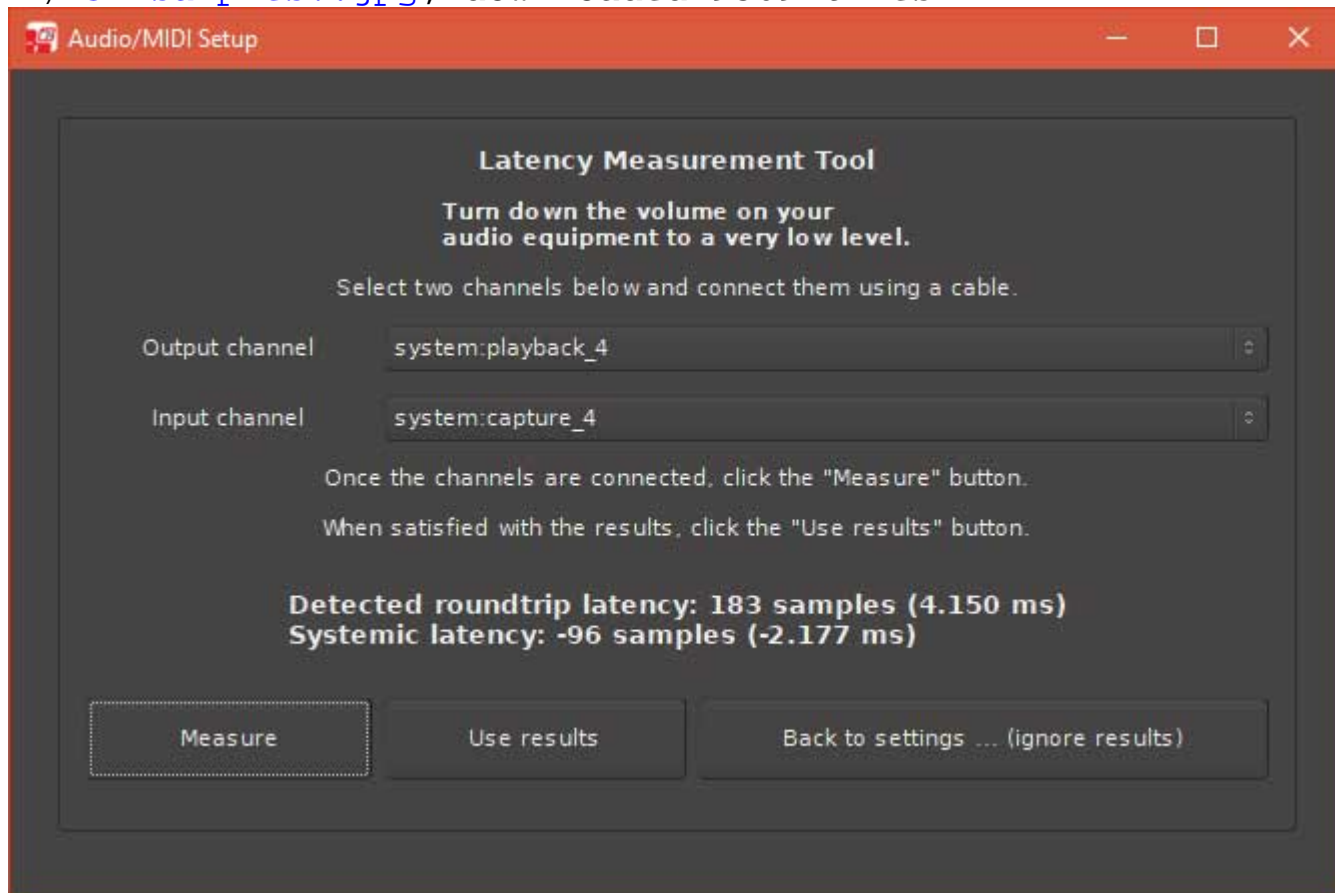 Audio/MIDI Setup
Latency Measurement Tool
Turn down the volume on your
audio equipment to a very low level.
Select two channels below and connect them using a cable.
Output channel system:playback_4
Input channel system:capture_4
Once the channels are connected, click the "Measure" button.
When satisfied with the results, click the "Use results" button.
Detected roundtrip latency: 183 samples (4.150 ms)
Systemic latency: -96 samples (-2.177 ms)
Measure Use results Back to settings ... (ignore results)